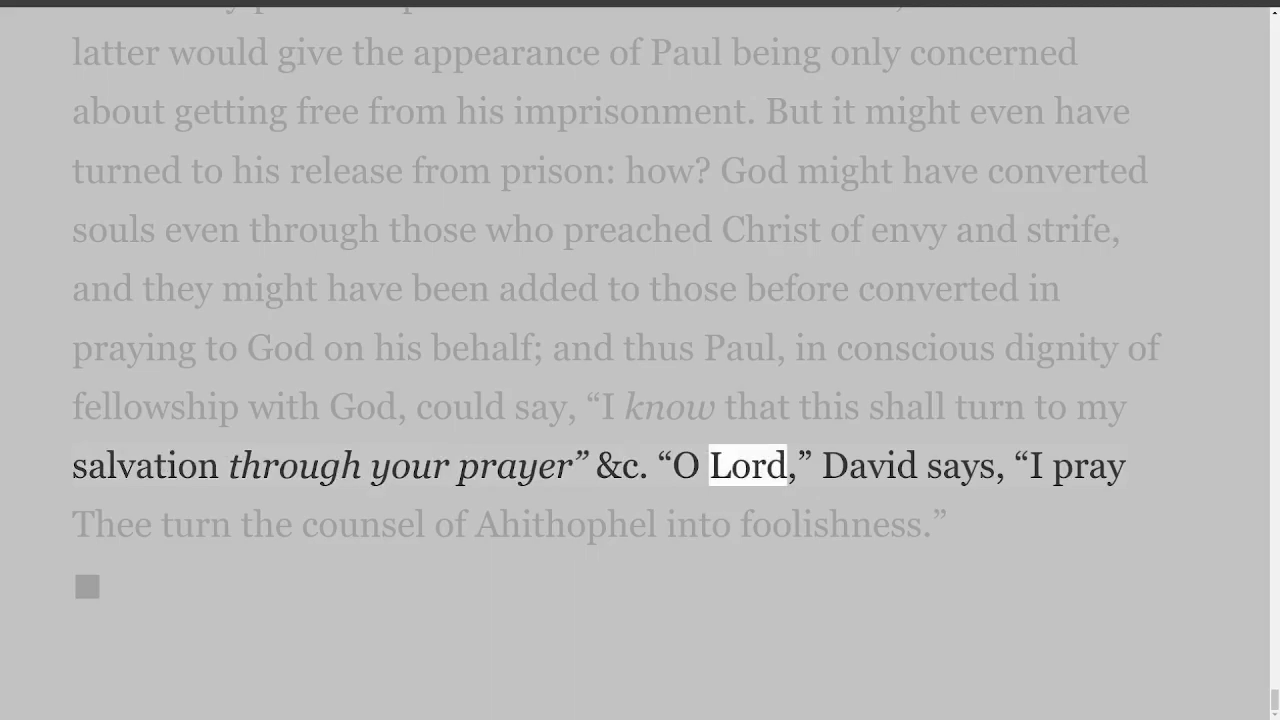 latter would give the appearance of Paul being only concerned
about getting free from his imprisonment. But it might even have
turned to his release from prison: how? God might have converted
souls even through those who preached Christ of envy and strife,
and they might have been added to those before converted in
praying to God on his behalf; and thus Paul, in conscious dignity of
fellowship with God, could say, “I know that this shall turn to my
salvation through your prayer” &c. “O Lord,” David says, “I pray
Thee turn the counsel of Ahithophel into foolishness.”